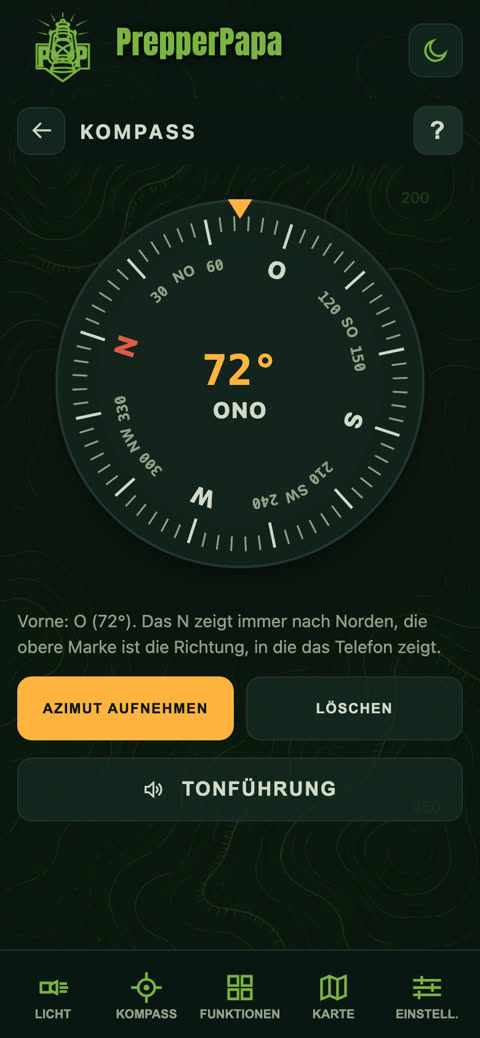 PrepperPapa
PP
KOMPASS
?
200
30 NO 60
O
120 SO 150
N
72°
ONO
S
300 NW 330
W
210 SW 240
Vorne: O (72°). Das N zeigt immer nach Norden, die
obere Marke ist die Richtung, in die das Telefon zeigt.
AZIMUT AUFNEHMEN
LÖSCHEN
TONFÜHRUNG
LICHT
KOMPASS
FUNKTIONEN
KARTE
EINSTELL.